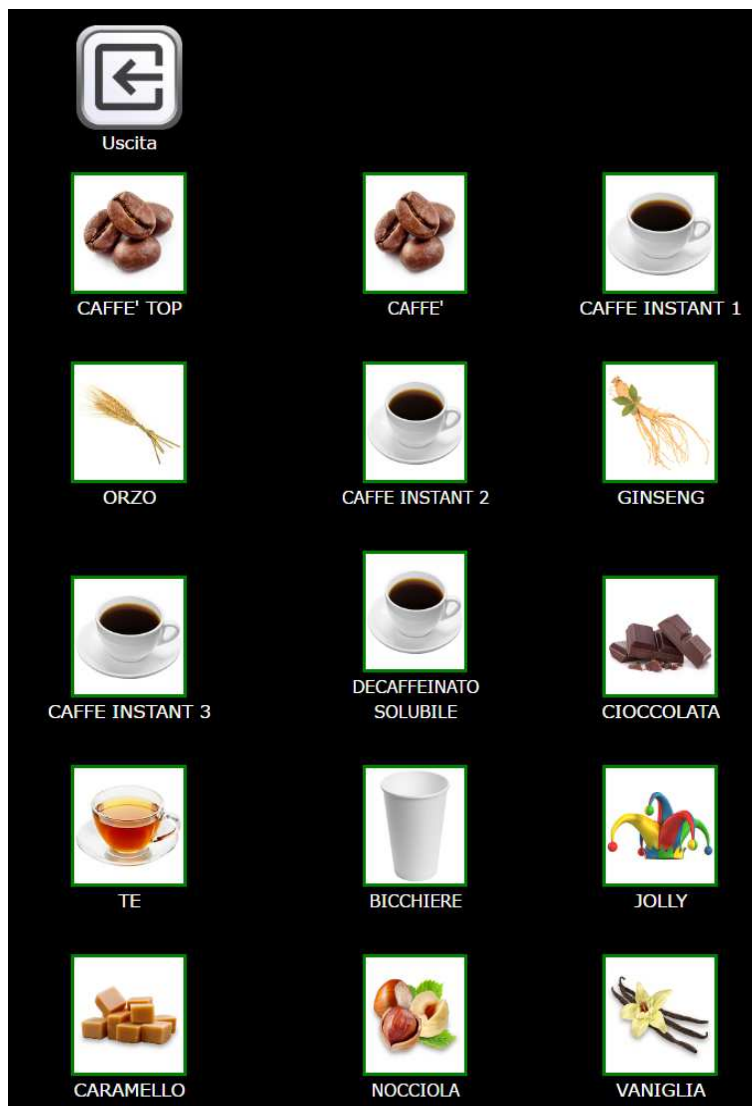 Uscita
CAFFE' TOP
CAFFE'
CAFFE INSTANT 1
ORZO
CAFFE INSTANT 2
GINSENG
CAFFE INSTANT 3
DECAFFEINATO
SOLUBILE
CIOCCOLATA
TE
BICCHIERE
JOLLY
CARAMELLO
NOCCIOLA
VANIGLIA